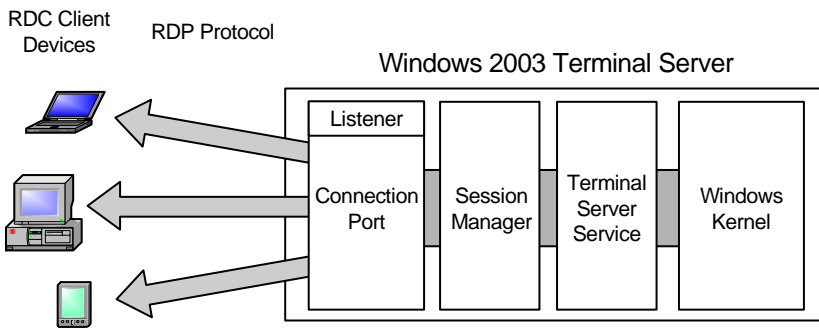 RDC Client
Devices
RDP Protocol
Windows 2003 Terminal Server
Listener
Connection
Port
Session
Manager
Terminal
Server
Service
Windows
Kernel